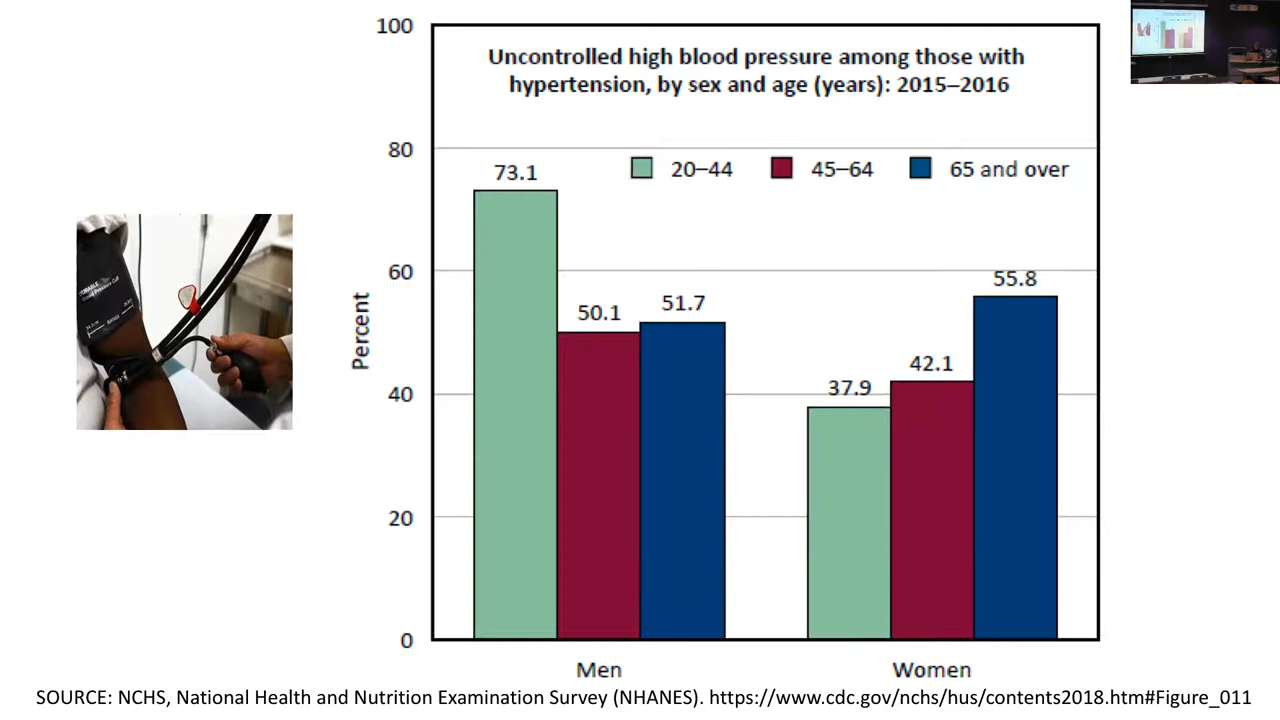 Uncontrolled high blood pressure among those with
hypertension, by sex and age (years): 2015–2016
20–44
45–64
65 and over
Percent
100
80
60
40
20
0
73.1
50.1
51.7
37.9
42.1
55.8
Men
Women
SOURCE: NCHS, National Health and Nutrition Examination Survey (NHANES). https://www.cdc.gov/nchs/hus/contents2018.htm#Figure_011
RANGE